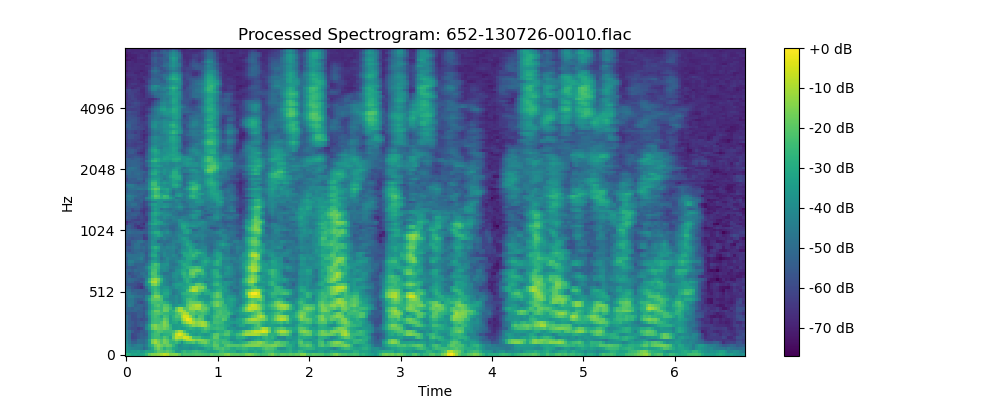 Processed Spectrogram: 652-130726-0010.flac
Hz
4096
2048
1024
512
0
0 1 2 3 4 5 6
Time
+0 dB
-10 dB
-20 dB
-30 dB
-40 dB
-50 dB
-60 dB
-70 dB